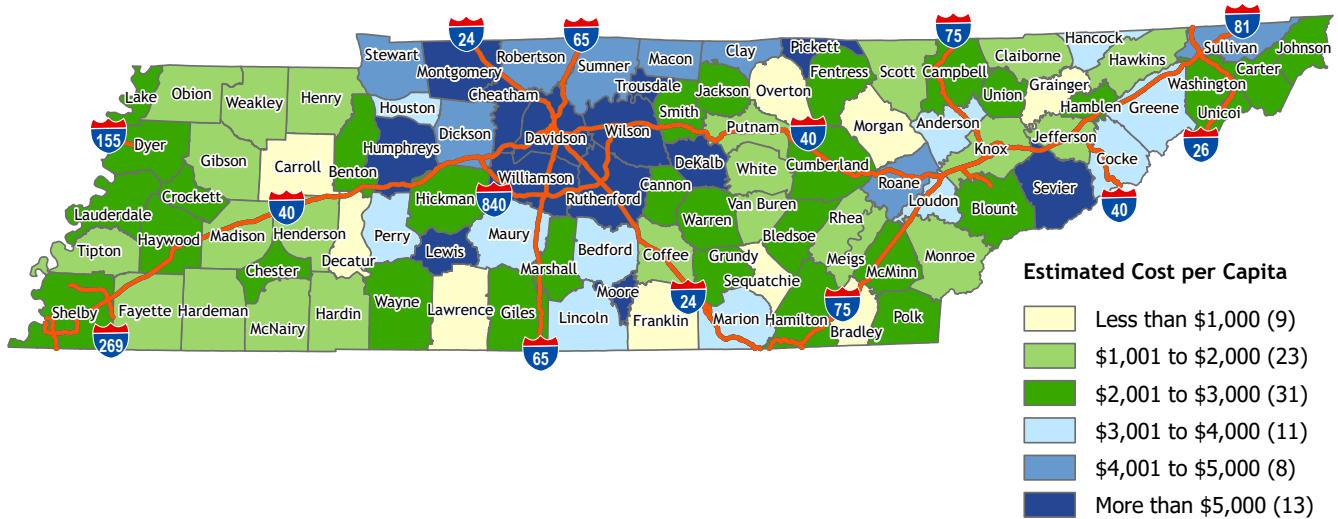 81
24
65
75
Hancock
Stewart
Robertson
Sumner
Macon
Clay
Pickett
Scott
Claiborne
Hawkins
Sullivan
Johnson
Montgomery
Fentress
Campbell
Carter
Lake
Obion
Weakley
Henry
Houston
Cheatham
Trousdale
Jackson
Overton
Union
Grainger
Washington
Hamblen
Greene
Unicoi
Smith
155
Dyer
Dickson
Davidson
Wilson
Putnam
40
Morgan
Anderson
Jefferson
26
Gibson
Carroll
Benton
Humphreys
DeKalb
White
Cumberland
Knox
Cocke
Crockett
Williamson
Cannon
Roane
Sevier
40
Lauderdale
40
Hickman
840
Rutherford
Van Buren
Loudon
Blount
Haywood
Madison
Henderson
Perry
Maury
Bedford
Warren
Bledsoe
Rhea
Tipton
Decatur
Lewis
Coffee
Grundy
Meigs
Monroe
Chester
Marshall
Sequatchie
McMinn
Shelby
Fayette
Hardeman
McNairy
Hardin
Wayne
Lawrence
Giles
Moore
24
75
269
Lincoln
Franklin
Marion
Hamilton
Bradley
Polk
65
Estimated Cost per Capita
Less than $1,000 (9)
$1,001 to $2,000 (23)
$2,001 to $3,000 (31)
$3,001 to $4,000 (11)
$4,001 to $5,000 (8)
More than $5,000 (13)